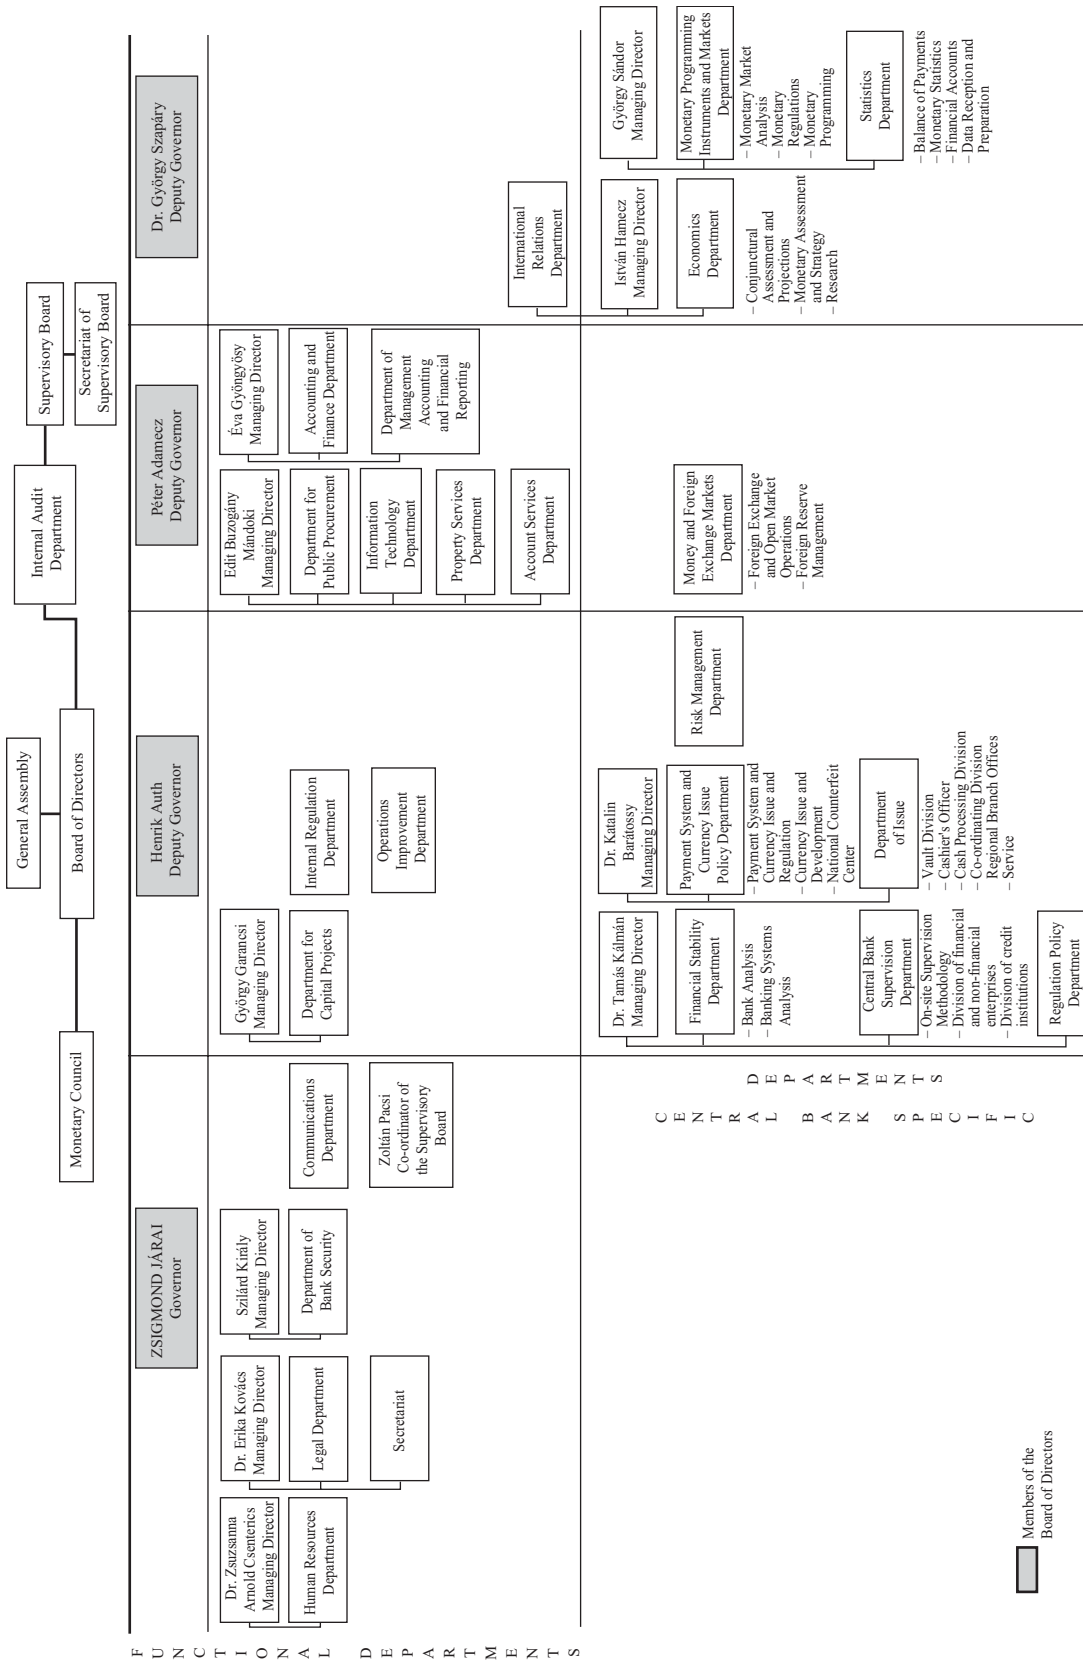 General Assembly
Monetary Council
Board of Directors
Internal Audit
Department
Supervisory Board
Secretariat of
Supervisory Board
ZSIGMOND JÁRAI
Governor
Henrik Auth
Deputy Governor
Péter Adamecz
Deputy Governor
Dr. György Szapáry
Deputy Governor
F U N C T I O N A L D E P A R T M E N T S
Dr. Zsuzsanna
Arnold Csenterics
Managing Director
Human Resources
Department
Dr. Erika Kovács
Managing Director
Legal Department
Secretariat
Szilárd Király
Managing Director
Department of
Bank Security
Communications
Department
Zoltán Pacsi
Co-ordinator of
the Supervisory
Board
György Garancsi
Managing Director
Department for
Capital Projects
Internal Regulation
Department
Operations
Improvement
Department
Edit Buzogány
Mándoki
Managing Director
Department for
Public Procurement
Information
Technology
Department
Property Services
Department
Account Services
Department
Éva Gyöngyösy
Managing Director
Accounting and
Finance Department
Department of
Management
Accounting
and Financial
Reporting
International
Relations
Department
C E N T R A L B A N K S P E C I F I C
D E P A R T M E N T S
Dr. Tamás Kálmán
Managing Director
Financial Stability
Department
– Bank Analysis
– Banking Systems
Analysis
Central Bank
Supervision
Department
– On-site Supervision
Methodology
– Division of financial
and non-financial
enterprises
– Division of credit
institutions
Regulation Policy
Department
Dr. Katalin
Barátossy
Managing Director
Payment System and
Currency Issue
Policy Department
– Payment System and
Currency Issue and
Regulation
– Currency Issue and
Development
– National Counterfeit
Center
Department
of Issue
– Vault Division
– Cashier's Officer
– Cash Processing Division
– Co-ordinating Division
Regional Branch Offices
– Service
Risk Management
Department
Money and Foreign
Exchange Markets
Department
– Foreign Exchange
and Open Market
Operations
– Foreign Reserve
Management
István Hamecz
Managing Director
Economics
Department
– Conjunctural
Assessment and
Projections
– Monetary Assessment
and Strategy
– Research
György Sándor
Managing Director
Monetary Programming
Instruments and Markets
Department
– Monetary Market
Analysis
– Monetary
Regulations
– Monetary
Programming
Statistics
Department
– Balance of Payments
– Monetary Statistics
– Financial Accounts
– Data Reception and
Preparation
Members of the
Board of Directors